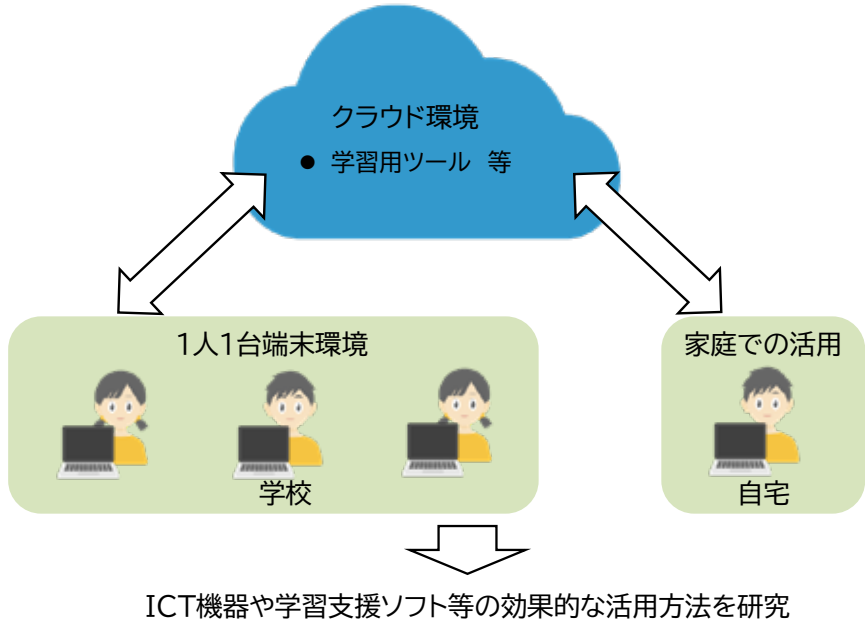 クラウド環境
● 学習用ツール 等
1人1台端末環境
家庭での活用
学校
自宅
ICT機器や学習支援ソフト等の効果的な活用方法を研究